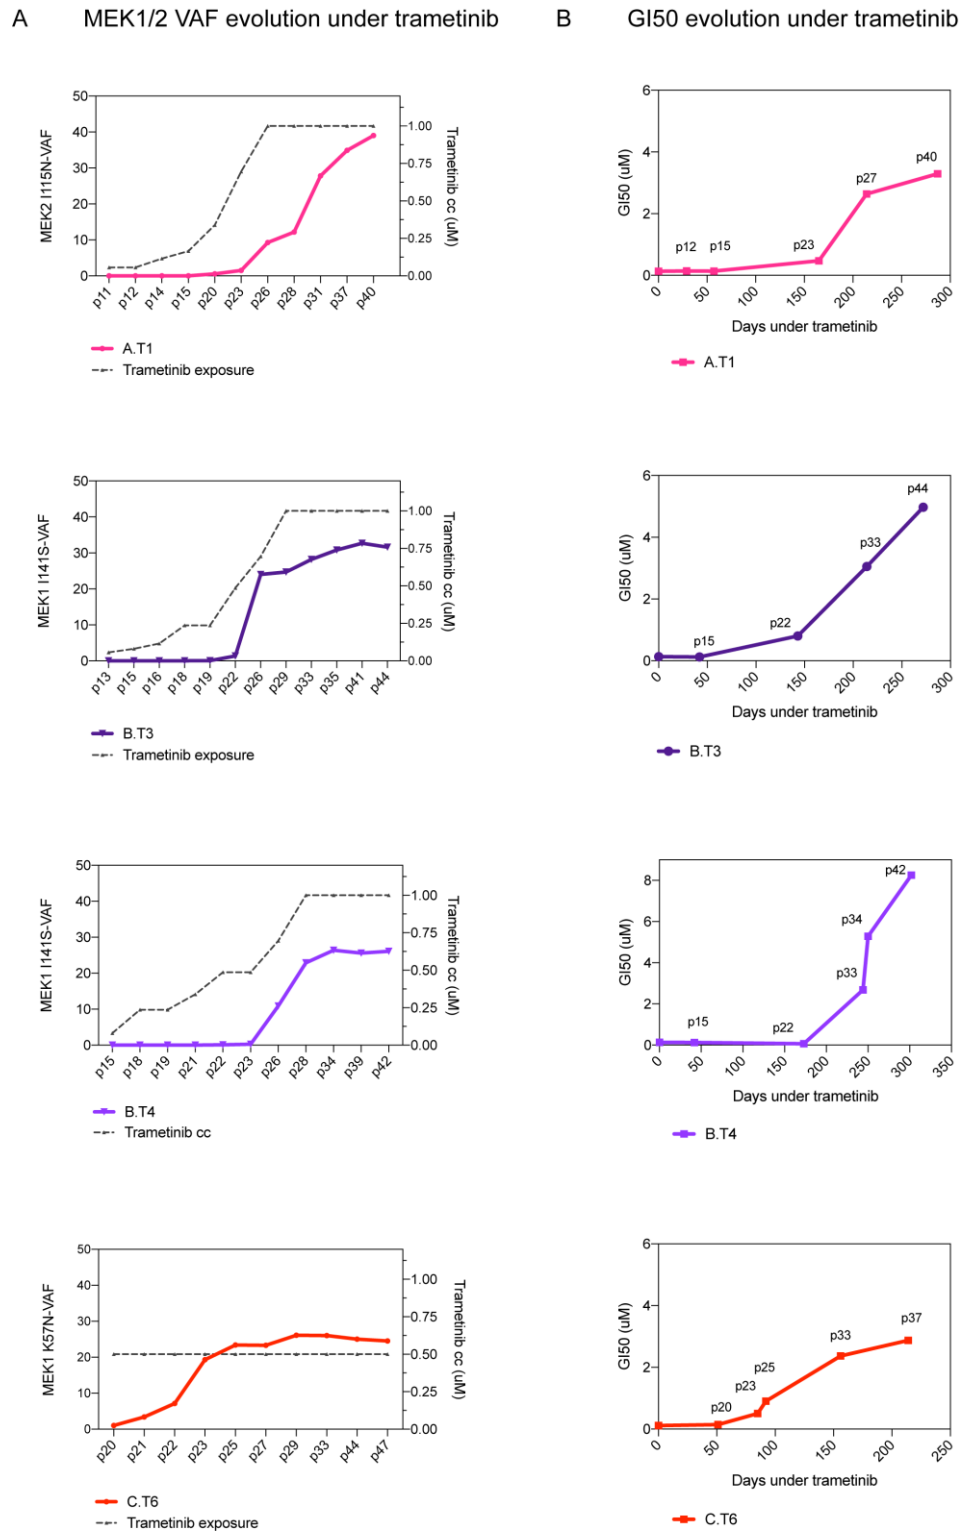 A MEK1/2 VAF evolution under trametinib
B GI50 evolution under trametinib
MEK2 I115N-VAF
50
40
30
20
10
0
1.00
0.75
0.50
0.25
0.00
Trametinib cc (uM)
p11 p12 p14 p15 p20 p23 p26 p28 p31 p37 p40
A.T1
Trametinib exposure
GI50 (uM)
6
4
2
0
p12 p15 p23 p27 p40
0 50 100 150 200 250 300
Days under trametinib
A.T1
MEK1 I141S-VAF
50
40
30
20
10
0
1.00
0.75
0.50
0.25
0.00
Trametinib cc (uM)
p13 p15 p16 p18 p19 p22 p26 p29 p33 p35 p41 p44
B.T3
Trametinib exposure
GI50 (uM)
6
4
2
0
p15 p22 p33 p44
0 50 100 150 200 250 300
Days under trametinib
B.T3
MEK1 I141S-VAF
50
40
30
20
10
0
1.00
0.75
0.50
0.25
0.00
Trametinib cc (uM)
p15 p18 p19 p21 p22 p23 p26 p28 p34 p39 p42
B.T4
Trametinib cc
GI50 (uM)
8
6
4
2
0
p15 p22 p33 p34 p42
0 50 100 150 200 250 300 350
Days under trametinib
B.T4
MEK1 K57N-VAF
50
40
30
20
10
0
1.00
0.75
0.50
0.25
0.00
Trametinib cc (uM)
p20 p21 p22 p23 p25 p27 p29 p33 p44 p47
C.T6
Trametinib exposure
GI50 (uM)
6
4
2
0
p20 p23 p25 p33 p37
0 50 100 150 200 250
Days under trametinib
C.T6